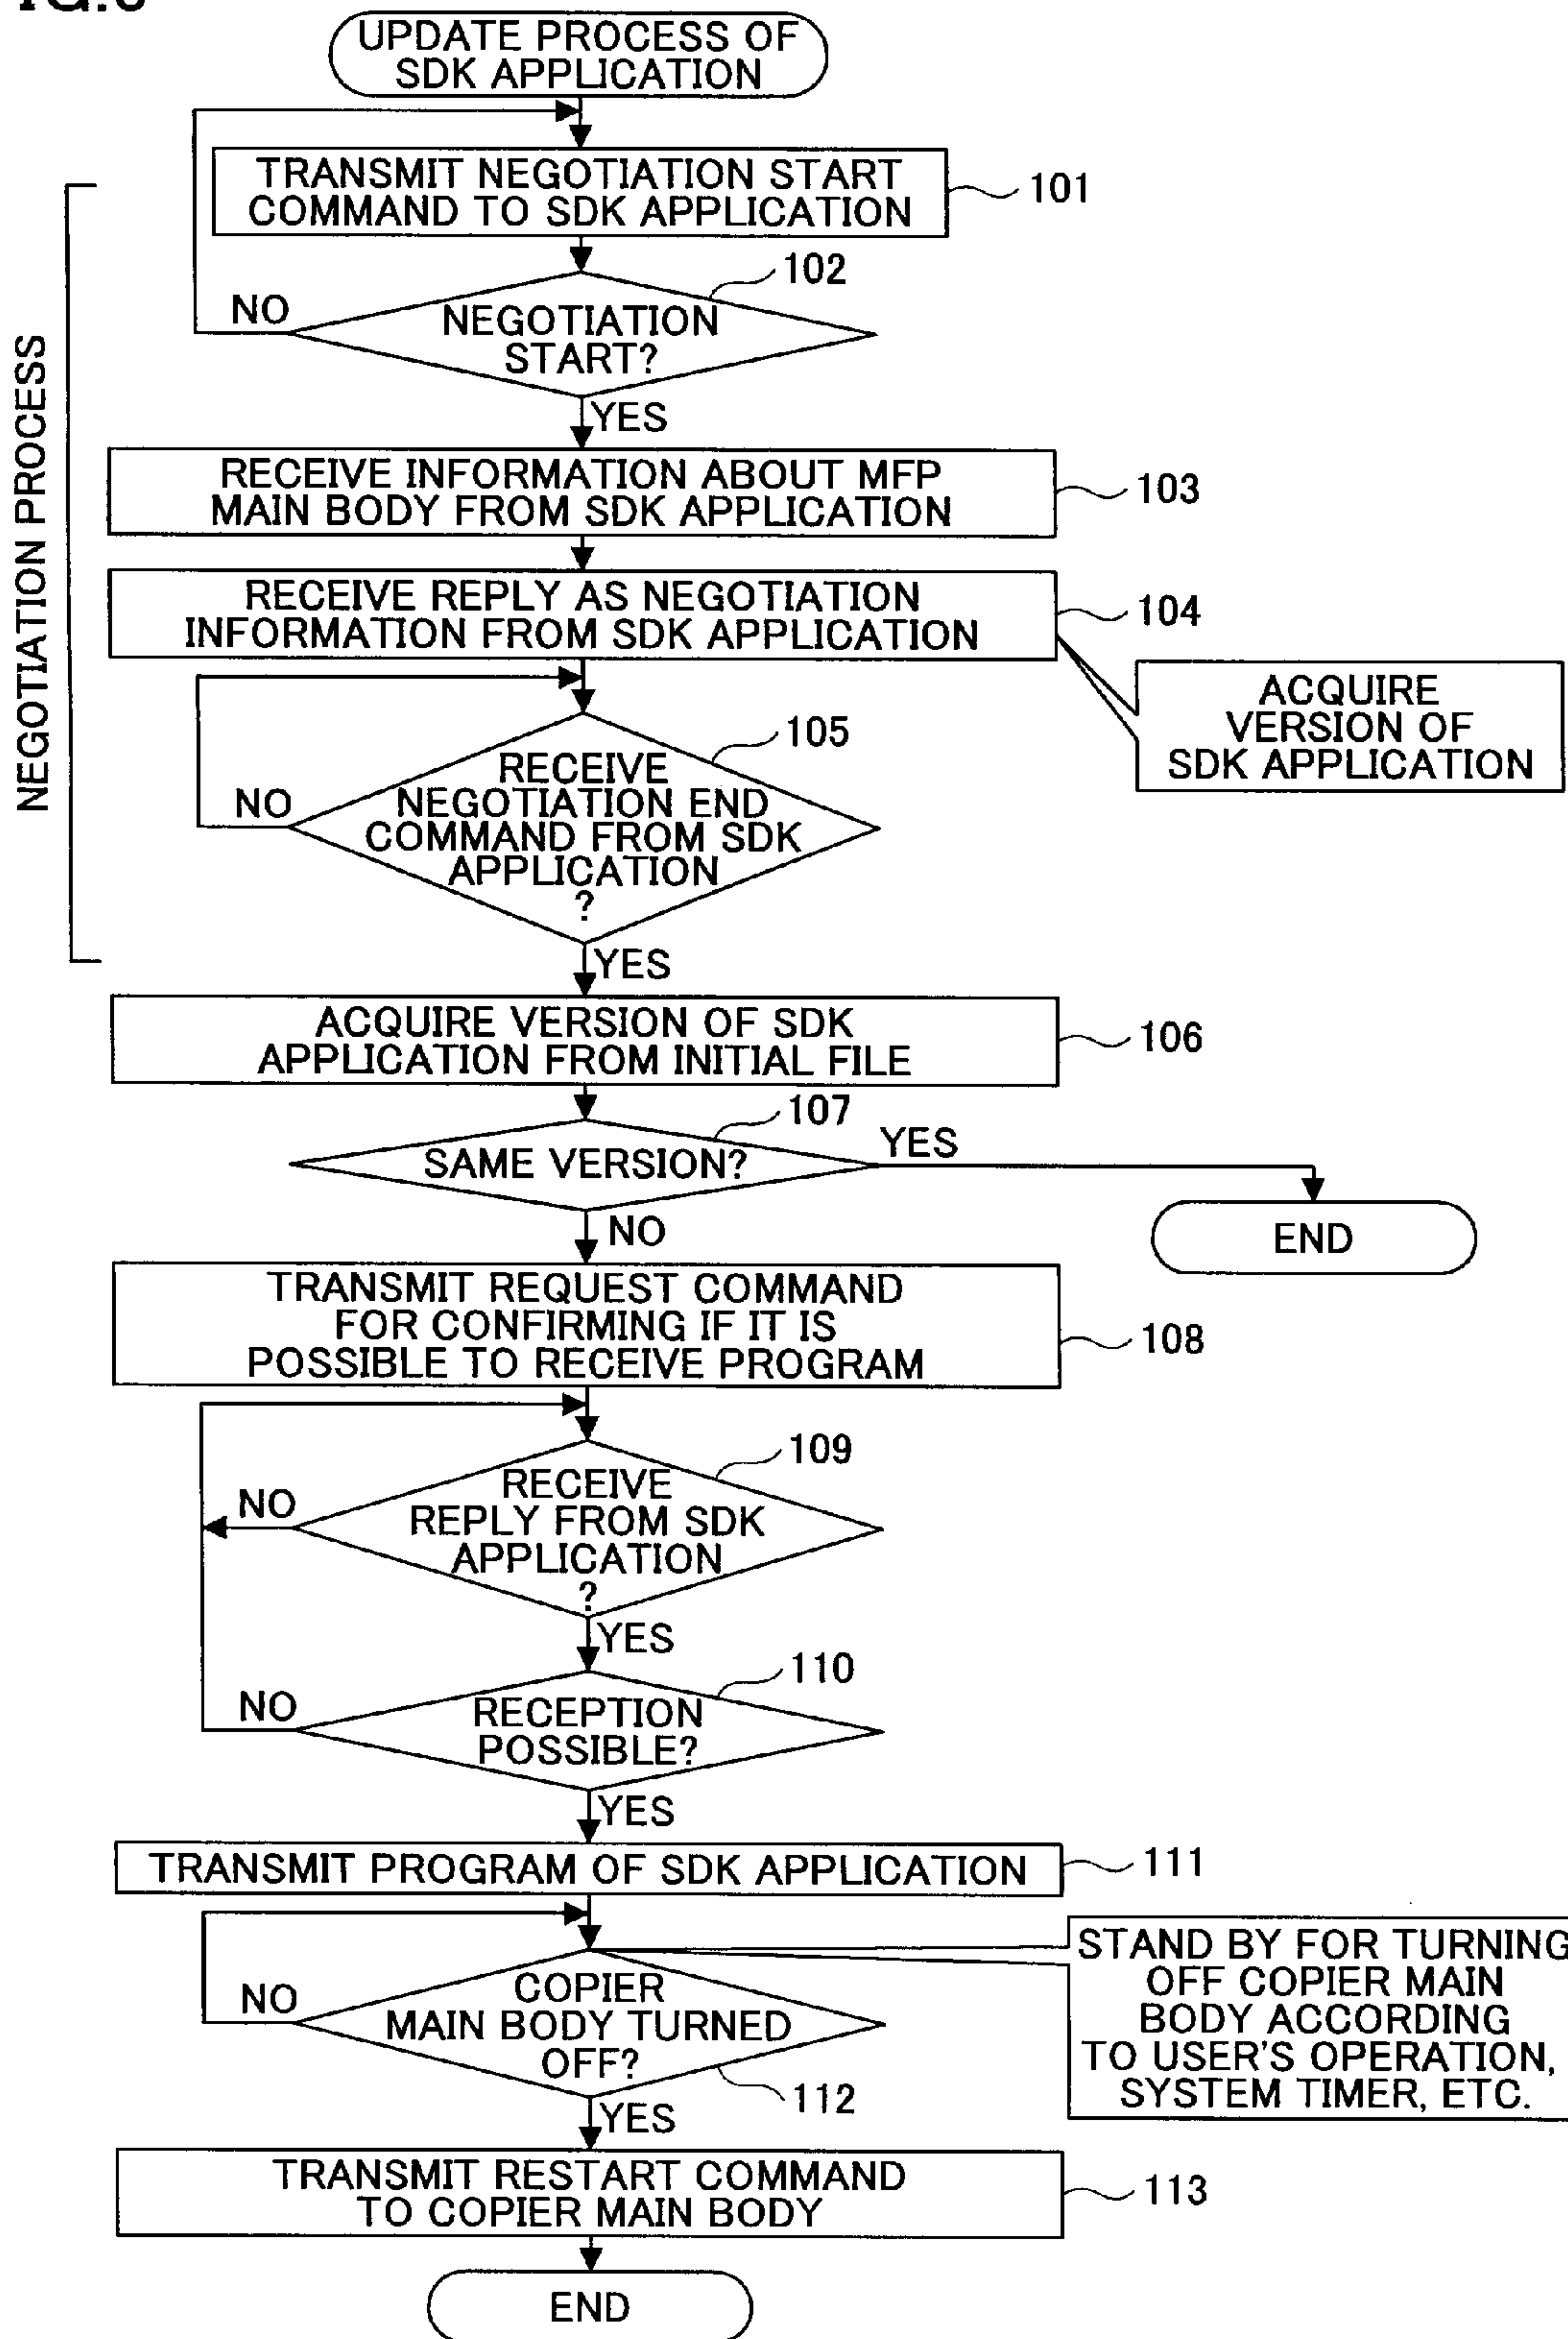 UPDATE PROCESS OF
SDK APPLICATION
TRANSMIT NEGOTIATION START
COMMAND TO SDK APPLICATION
101
102
NO
NEGOTIATION
START?
YES
NEGOTIATION PROCESS
RECEIVE INFORMATION ABOUT MFP
MAIN BODY FROM SDK APPLICATION
103
RECEIVE REPLY AS NEGOTIATION
INFORMATION FROM SDK APPLICATION
104
ACQUIRE
VERSION OF
SDK APPLICATION
105
NO
RECEIVE
NEGOTIATION END
COMMAND FROM SDK
APPLICATION
?
YES
ACQUIRE VERSION OF SDK
APPLICATION FROM INITIAL FILE
106
107
SAME VERSION?
YES
END
NO
TRANSMIT REQUEST COMMAND
FOR CONFIRMING IF IT IS
POSSIBLE TO RECEIVE PROGRAM
108
109
NO
RECEIVE
REPLY FROM SDK
APPLICATION
?
YES
110
NO
RECEPTION
POSSIBLE?
YES
TRANSMIT PROGRAM OF SDK APPLICATION
111
NO
COPIER
MAIN BODY TURNED
OFF?
112
STAND BY FOR TURNING
OFF COPIER MAIN
BODY ACCORDING
TO USER'S OPERATION,
SYSTEM TIMER, ETC.
YES
TRANSMIT RESTART COMMAND
TO COPIER MAIN BODY
113
END